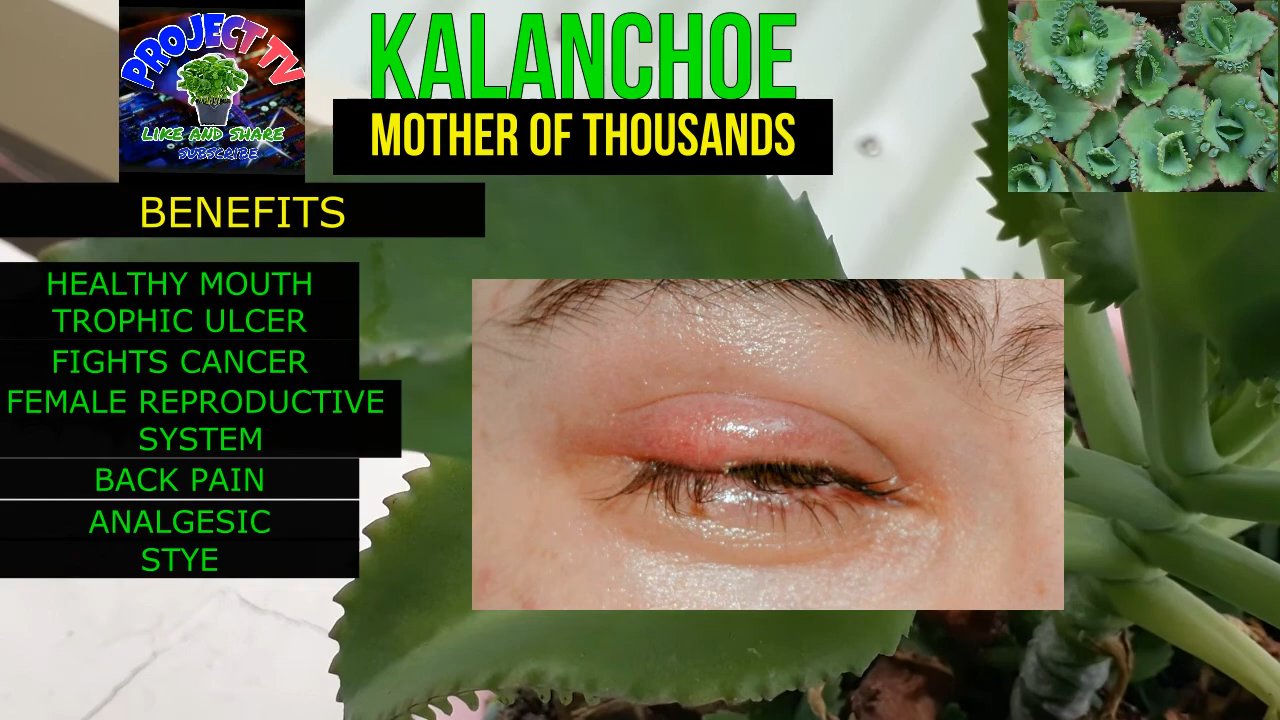 PROJECT TV
LIKE AND SHARE
SUBSCRIBE
KALANCHOE
MOTHER OF THOUSANDS
BENEFITS
HEALTHY MOUTH
TROPHIC ULCER
FIGHTS CANCER
FEMALE REPRODUCTIVE
SYSTEM
BACK PAIN
ANALGESIC
STYE